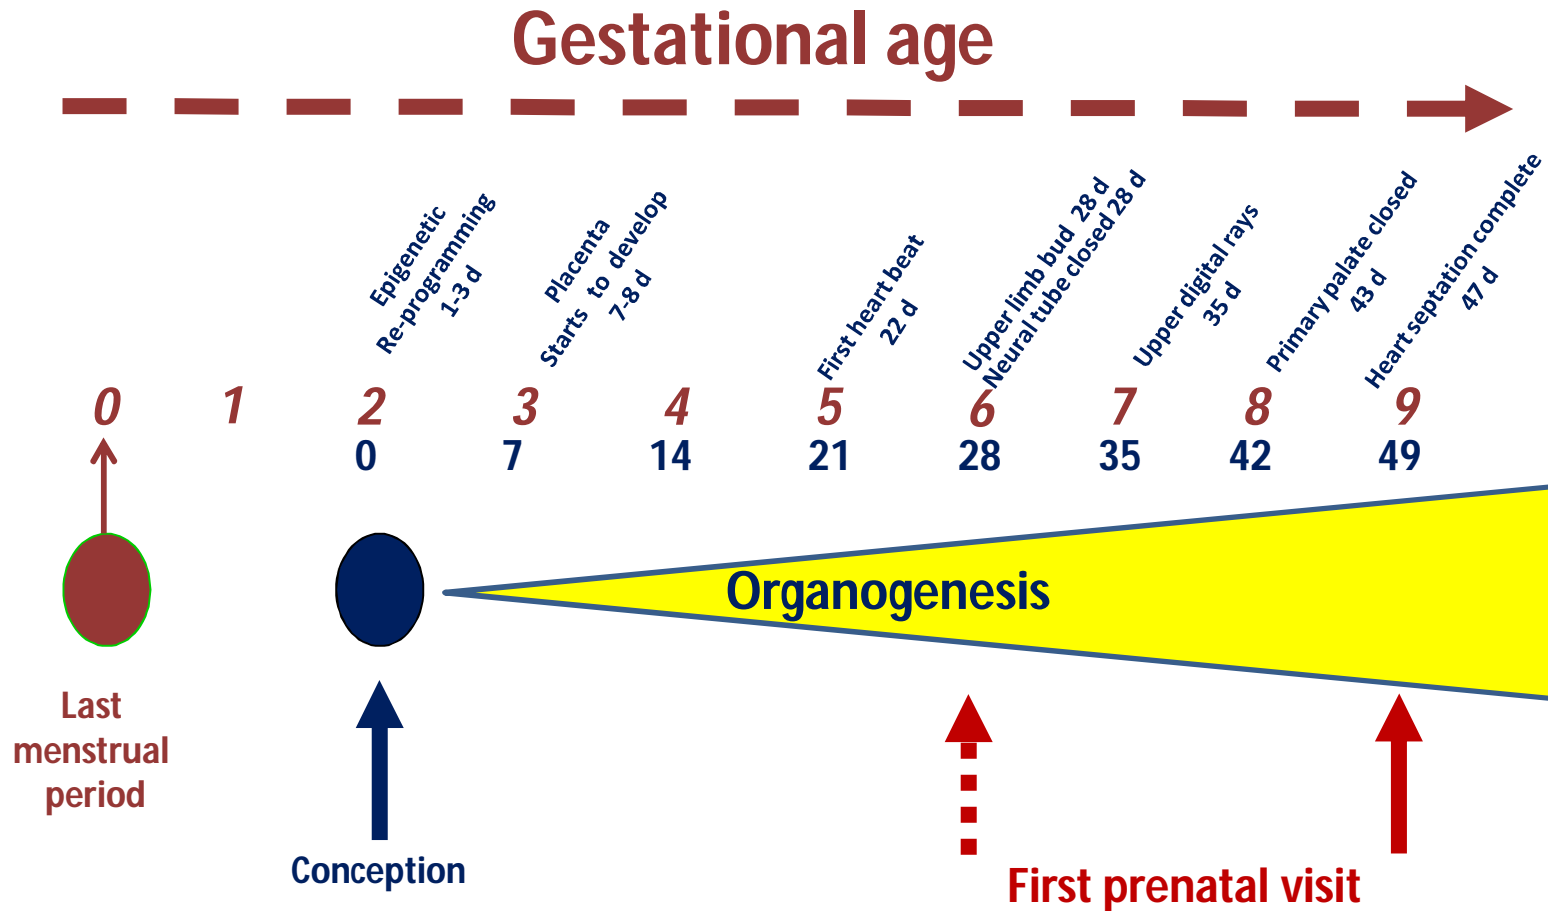 Gestational age
Epigenetic
Re-programming
1-3 d
Placenta
Starts to develop
7-8 d
First heart beat
22 d
Upper limb bud 28 d
Neural tube closed 28 d
Upper digital rays
35 d
Primary palate closed
43 d
Heart septation complete
47 d
0 1 2 3 4 5 6 7 8 9
0 7 14 21 28 35 42 49
Organogenesis
Last
menstrual
period
Conception
First prenatal visit